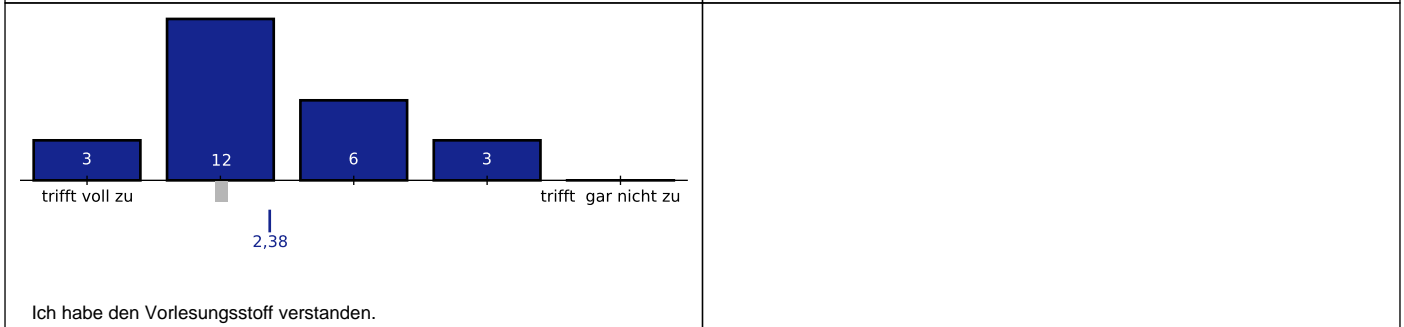 3 12 6 3
trifft voll zu trifft gar nicht zu
2,38
Ich habe den Vorlesungsstoff verstanden.